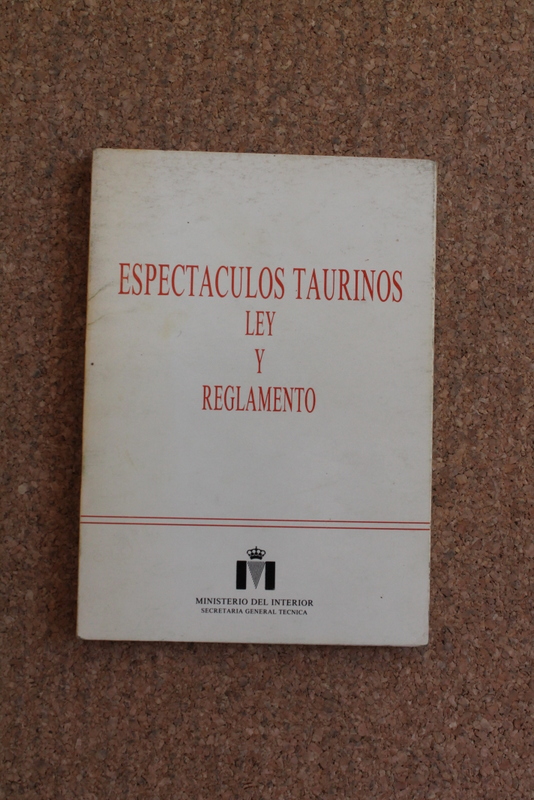 ESPECTACULOS TAURINOS
LEY
Y
REGLAMENTO
MINISTERIO DEL INTERIOR
SECRETARIA GENERAL TECNICA